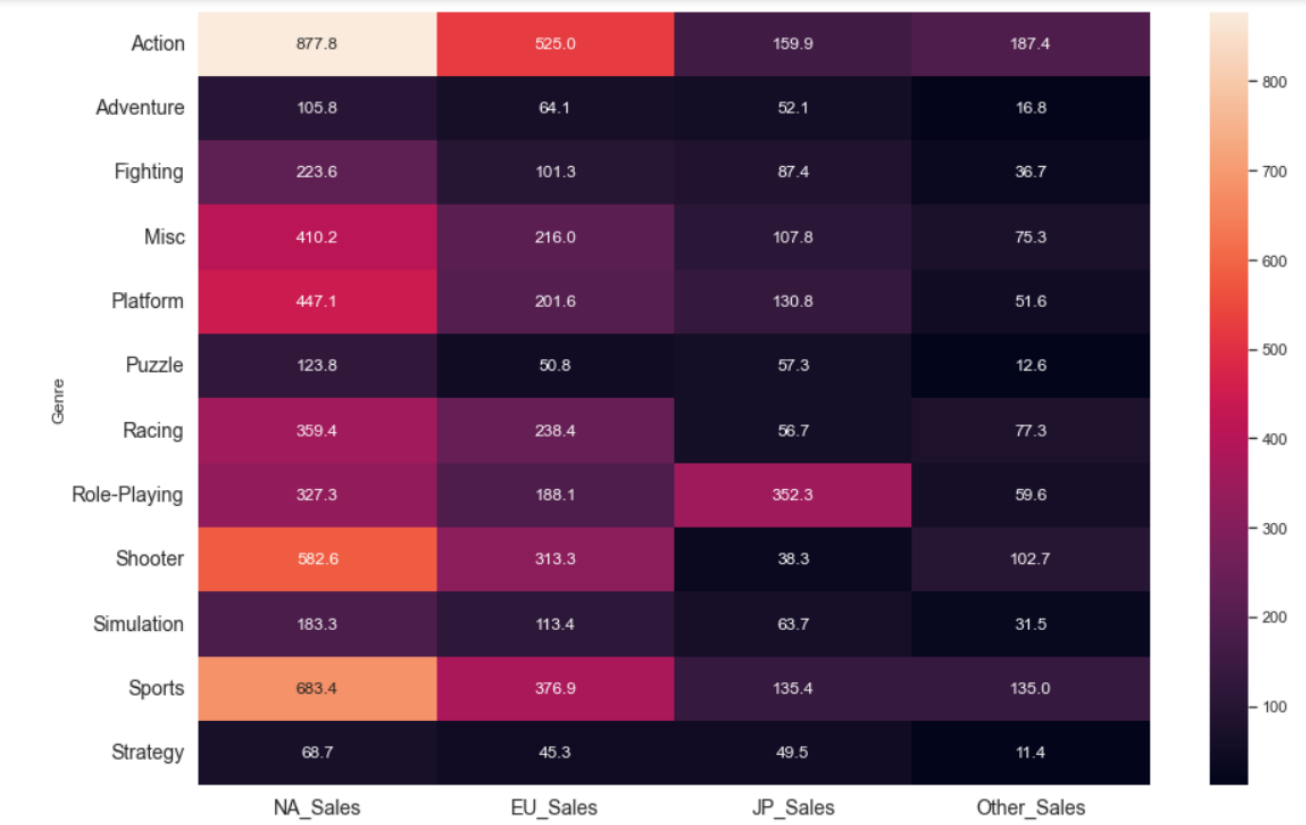 Action 877.8 525.0 159.9 187.4
Adventure 105.8 64.1 52.1 16.8
Fighting 223.6 101.3 87.4 36.7
Misc 410.2 216.0 107.8 75.3
Platform 447.1 201.6 130.8 51.6
Puzzle 123.8 50.8 57.3 12.6
Racing 359.4 238.4 56.7 77.3
Role-Playing 327.3 188.1 352.3 59.6
Shooter 582.6 313.3 38.3 102.7
Simulation 183.3 113.4 63.7 31.5
Sports 683.4 376.9 135.4 135.0
Strategy 68.7 45.3 49.5 11.4
Genre
NA_Sales EU_Sales JP_Sales Other_Sales
800
700
600
500
400
300
200
100